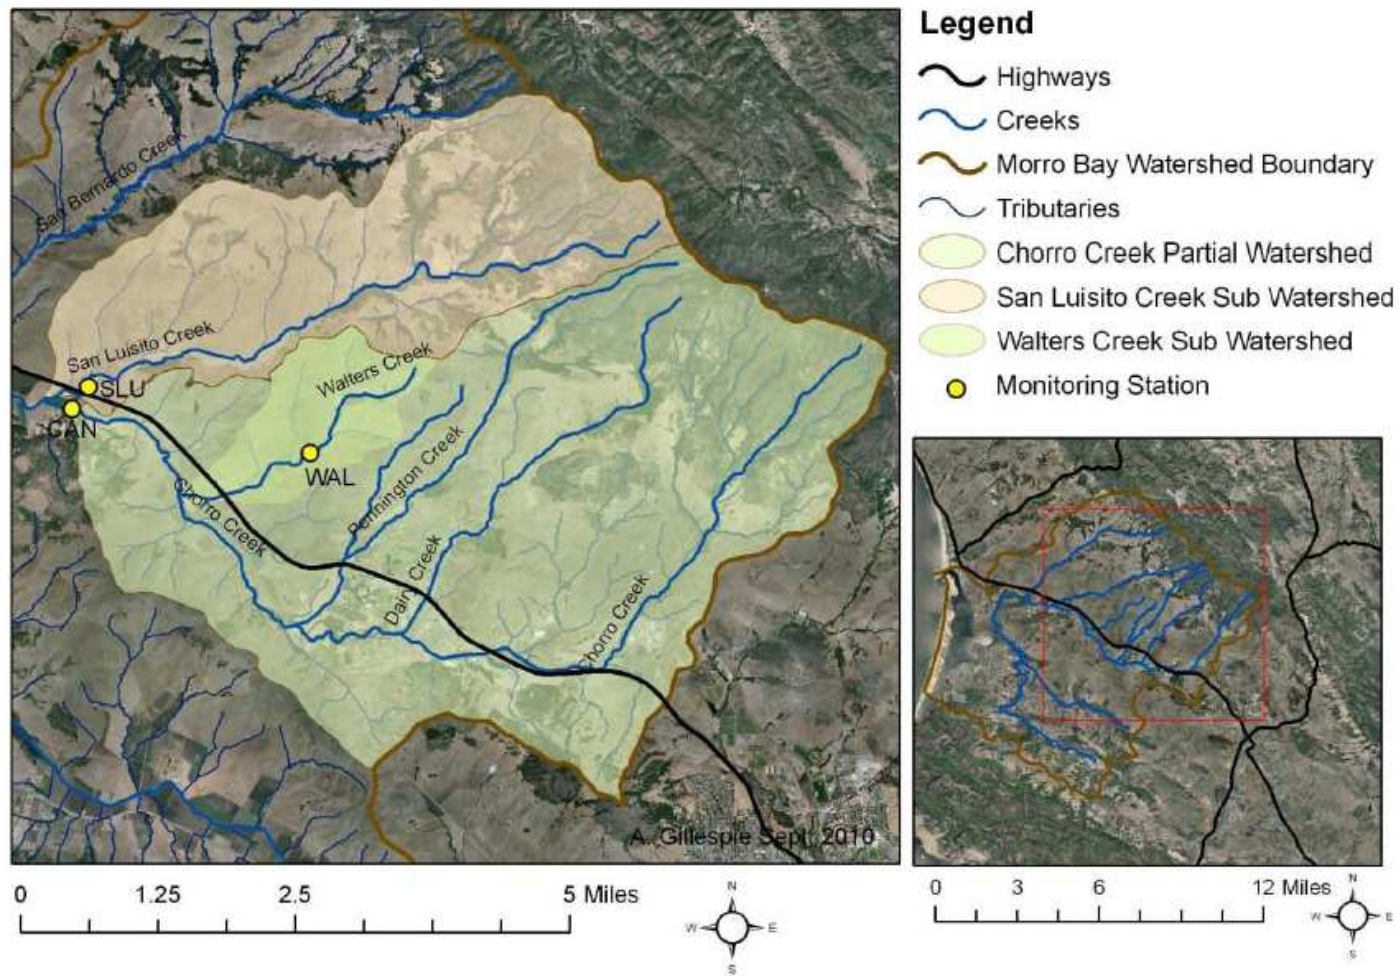 San Bernardo Creek
San Luisito Creek
SLU
CAN
Walters Creek
WAL
Pennington Creek
Chorro Creek
Dairy Creek
Chorro Creek
A. Gillespie Sept. 2010
0 1.25 2.5 5 Miles
N
W E
S
Legend
Highways
Creeks
Morro Bay Watershed Boundary
Tributaries
Chorro Creek Partial Watershed
San Luisito Creek Sub Watershed
Walters Creek Sub Watershed
Monitoring Station
0 3 6 12 Miles
N
W E
S